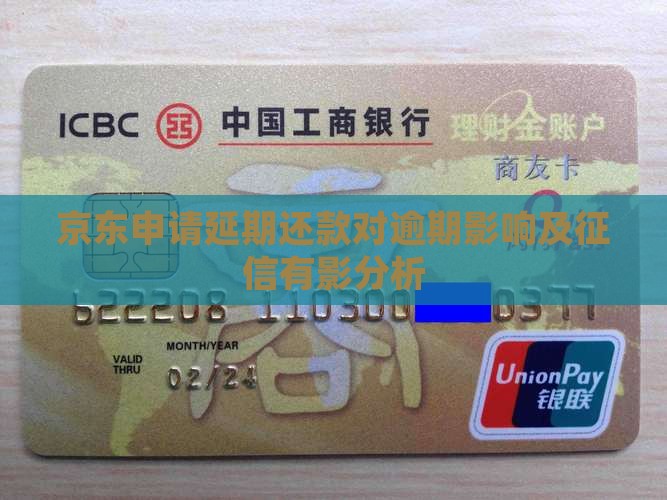 ICBC 中国工商银行 理财金账户
商友卡
京东申请延期还款对逾期影响及征
信有影分析
622208 110300 0377
MONTH/YEAR
VALID
THRU
02/24
UnionPay
银联